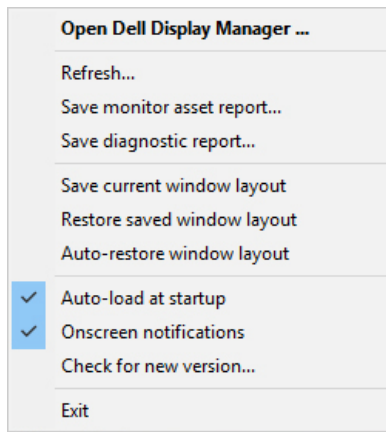 Open Dell Display Manager ...
Refresh...
Save monitor asset report...
Save diagnostic report...
Save current window layout
Restore saved window layout
Auto-restore window layout
Auto-load at startup
Onscreen notifications
Check for new version...
Exit